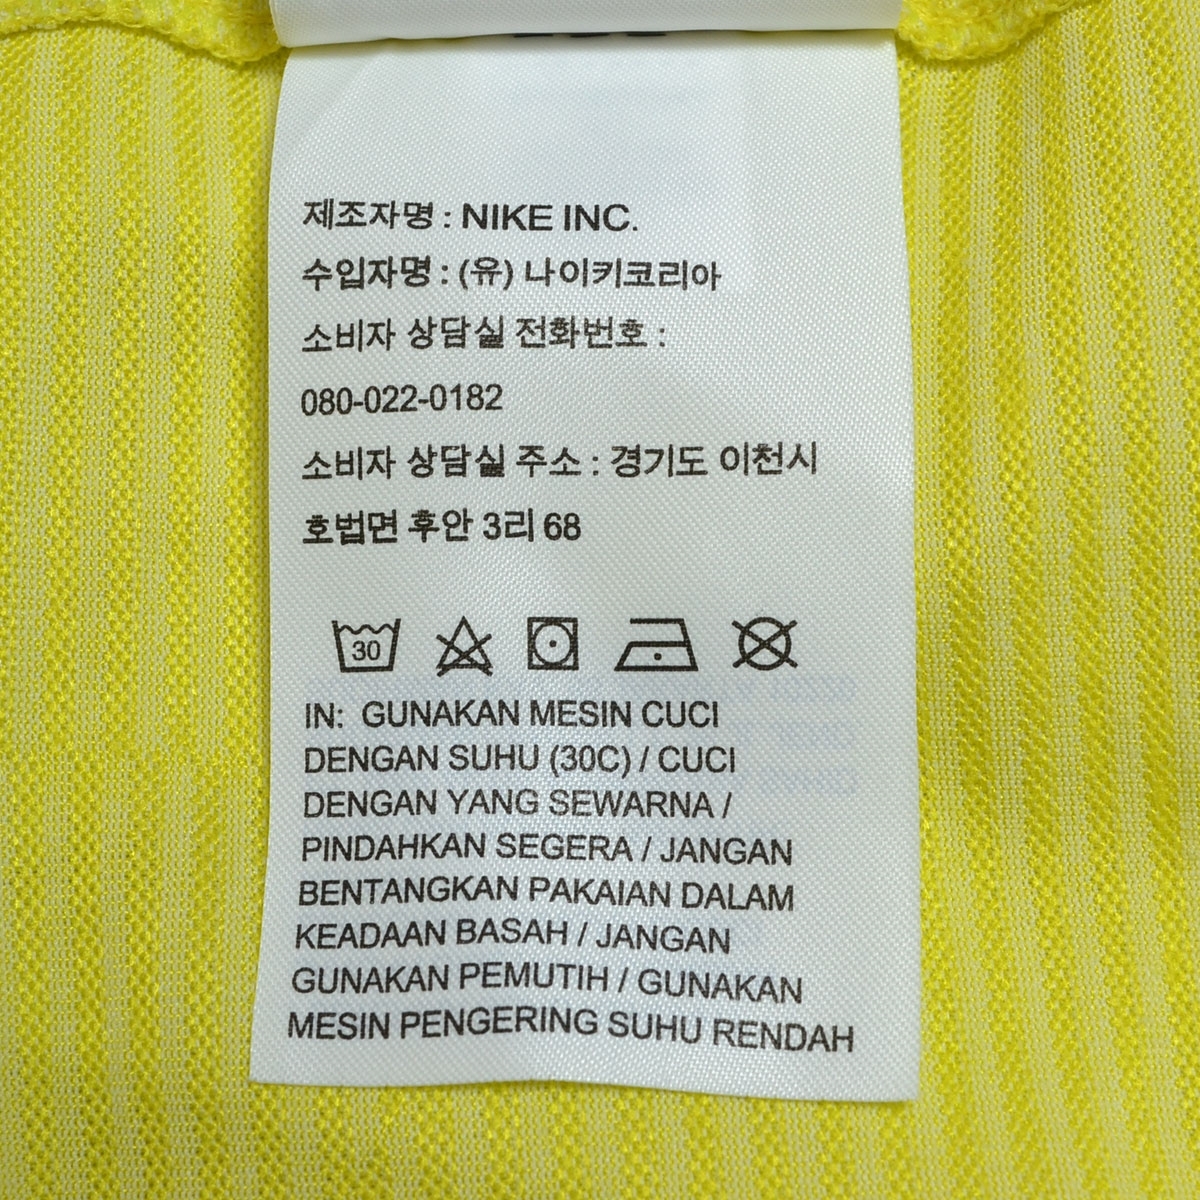 제조자명 : NIKE INC.
수입자명 : (유) 나이키코리아
소비자 상담실 전화번호 :
080-022-0182
소비자 상담실 주소 : 경기도 이천시
호법면 후안 3리 68
30
IN: GUNAKAN MESIN CUCI
DENGAN SUHU (30C) / CUCI
DENGAN YANG SEWARNA /
PINDAHKAN SEGERA / JANGAN
BENTANGKAN PAKAIAN DALAM
KEADAAN BASAH / JANGAN
GUNAKAN PEMUTIH / GUNAKAN
MESIN PENGERING SUHU RENDAH